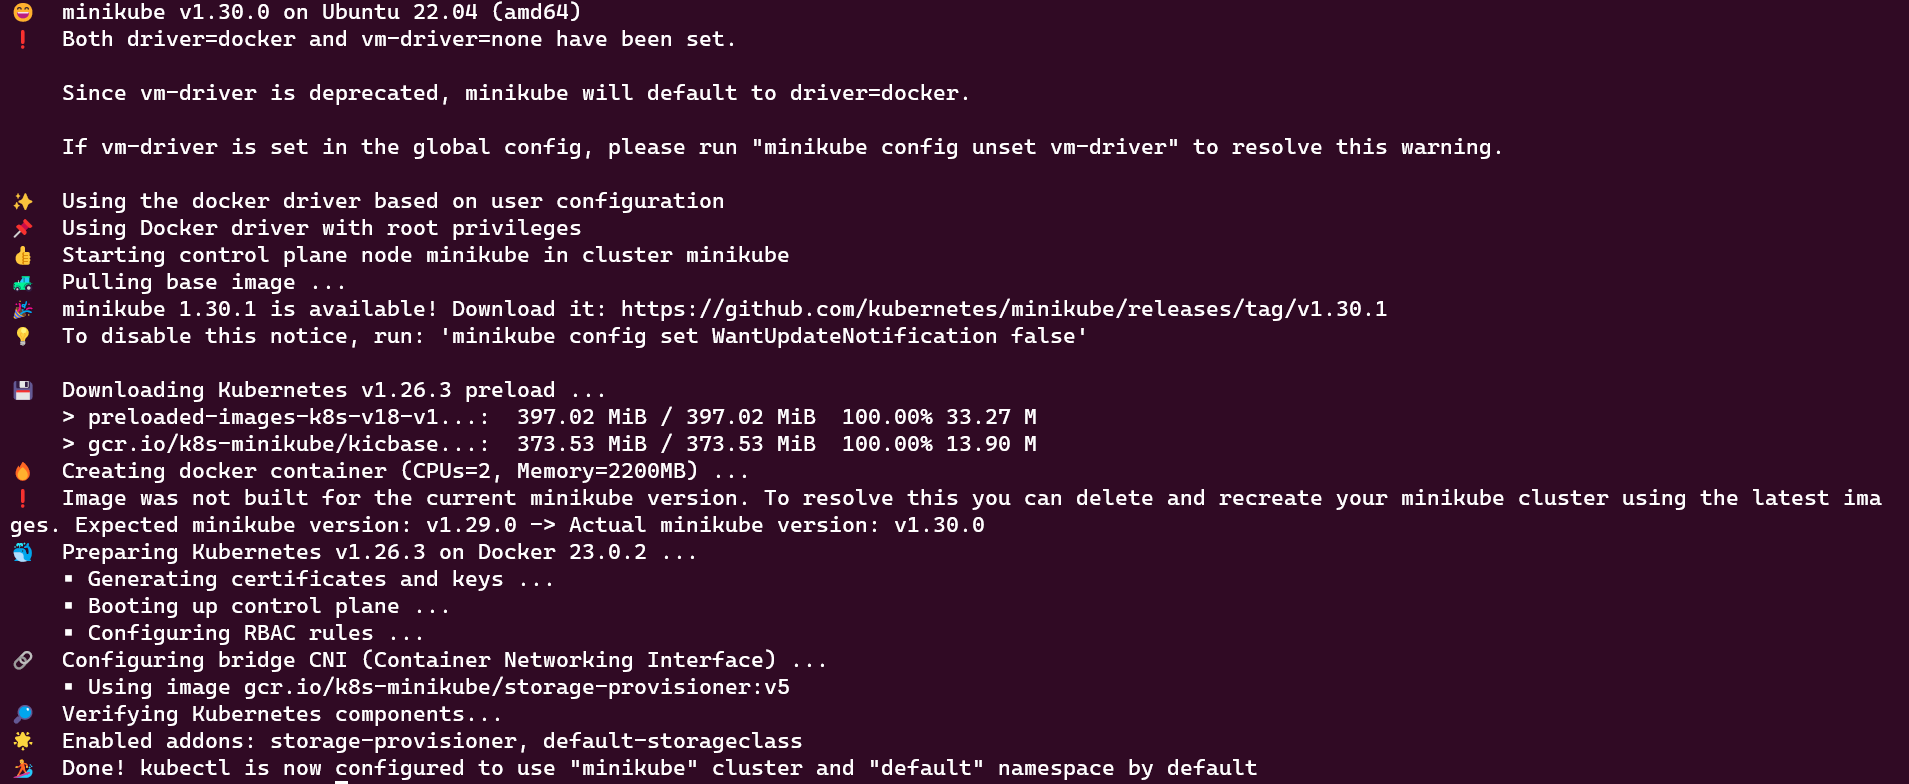 😄 minikube v1.30.0 on Ubuntu 22.04 (amd64)
❗ Both driver=docker and vm-driver=none have been set.
Since vm-driver is deprecated, minikube will default to driver=docker.
If vm-driver is set in the global config, please run "minikube config unset vm-driver" to resolve this warning.
✨ Using the docker driver based on user configuration
📌 Using Docker driver with root privileges
👍 Starting control plane node minikube in cluster minikube
🚜 Pulling base image ...
🎉 minikube 1.30.1 is available! Download it: https://github.com/kubernetes/minikube/releases/tag/v1.30.1
💡 To disable this notice, run: 'minikube config set WantUpdateNotification false'
💾 Downloading Kubernetes v1.26.3 preload ...
> preloaded-images-k8s-v18-v1...: 397.02 MiB / 397.02 MiB 100.00% 33.27 M
> gcr.io/k8s-minikube/kicbase...: 373.53 MiB / 373.53 MiB 100.00% 13.90 M
🔥 Creating docker container (CPUs=2, Memory=2200MB) ...
❗ Image was not built for the current minikube version. To resolve this you can delete and recreate your minikube cluster using the latest ima
ges. Expected minikube version: v1.29.0 -> Actual minikube version: v1.30.0
🐳 Preparing Kubernetes v1.26.3 on Docker 23.0.2 ...
▪ Generating certificates and keys ...
▪ Booting up control plane ...
▪ Configuring RBAC rules ...
🔗 Configuring bridge CNI (Container Networking Interface) ...
▪ Using image gcr.io/k8s-minikube/storage-provisioner:v5
🔎 Verifying Kubernetes components...
🌟 Enabled addons: storage-provisioner, default-storageclass
🏄 Done! kubectl is now configured to use "minikube" cluster and "default" namespace by default